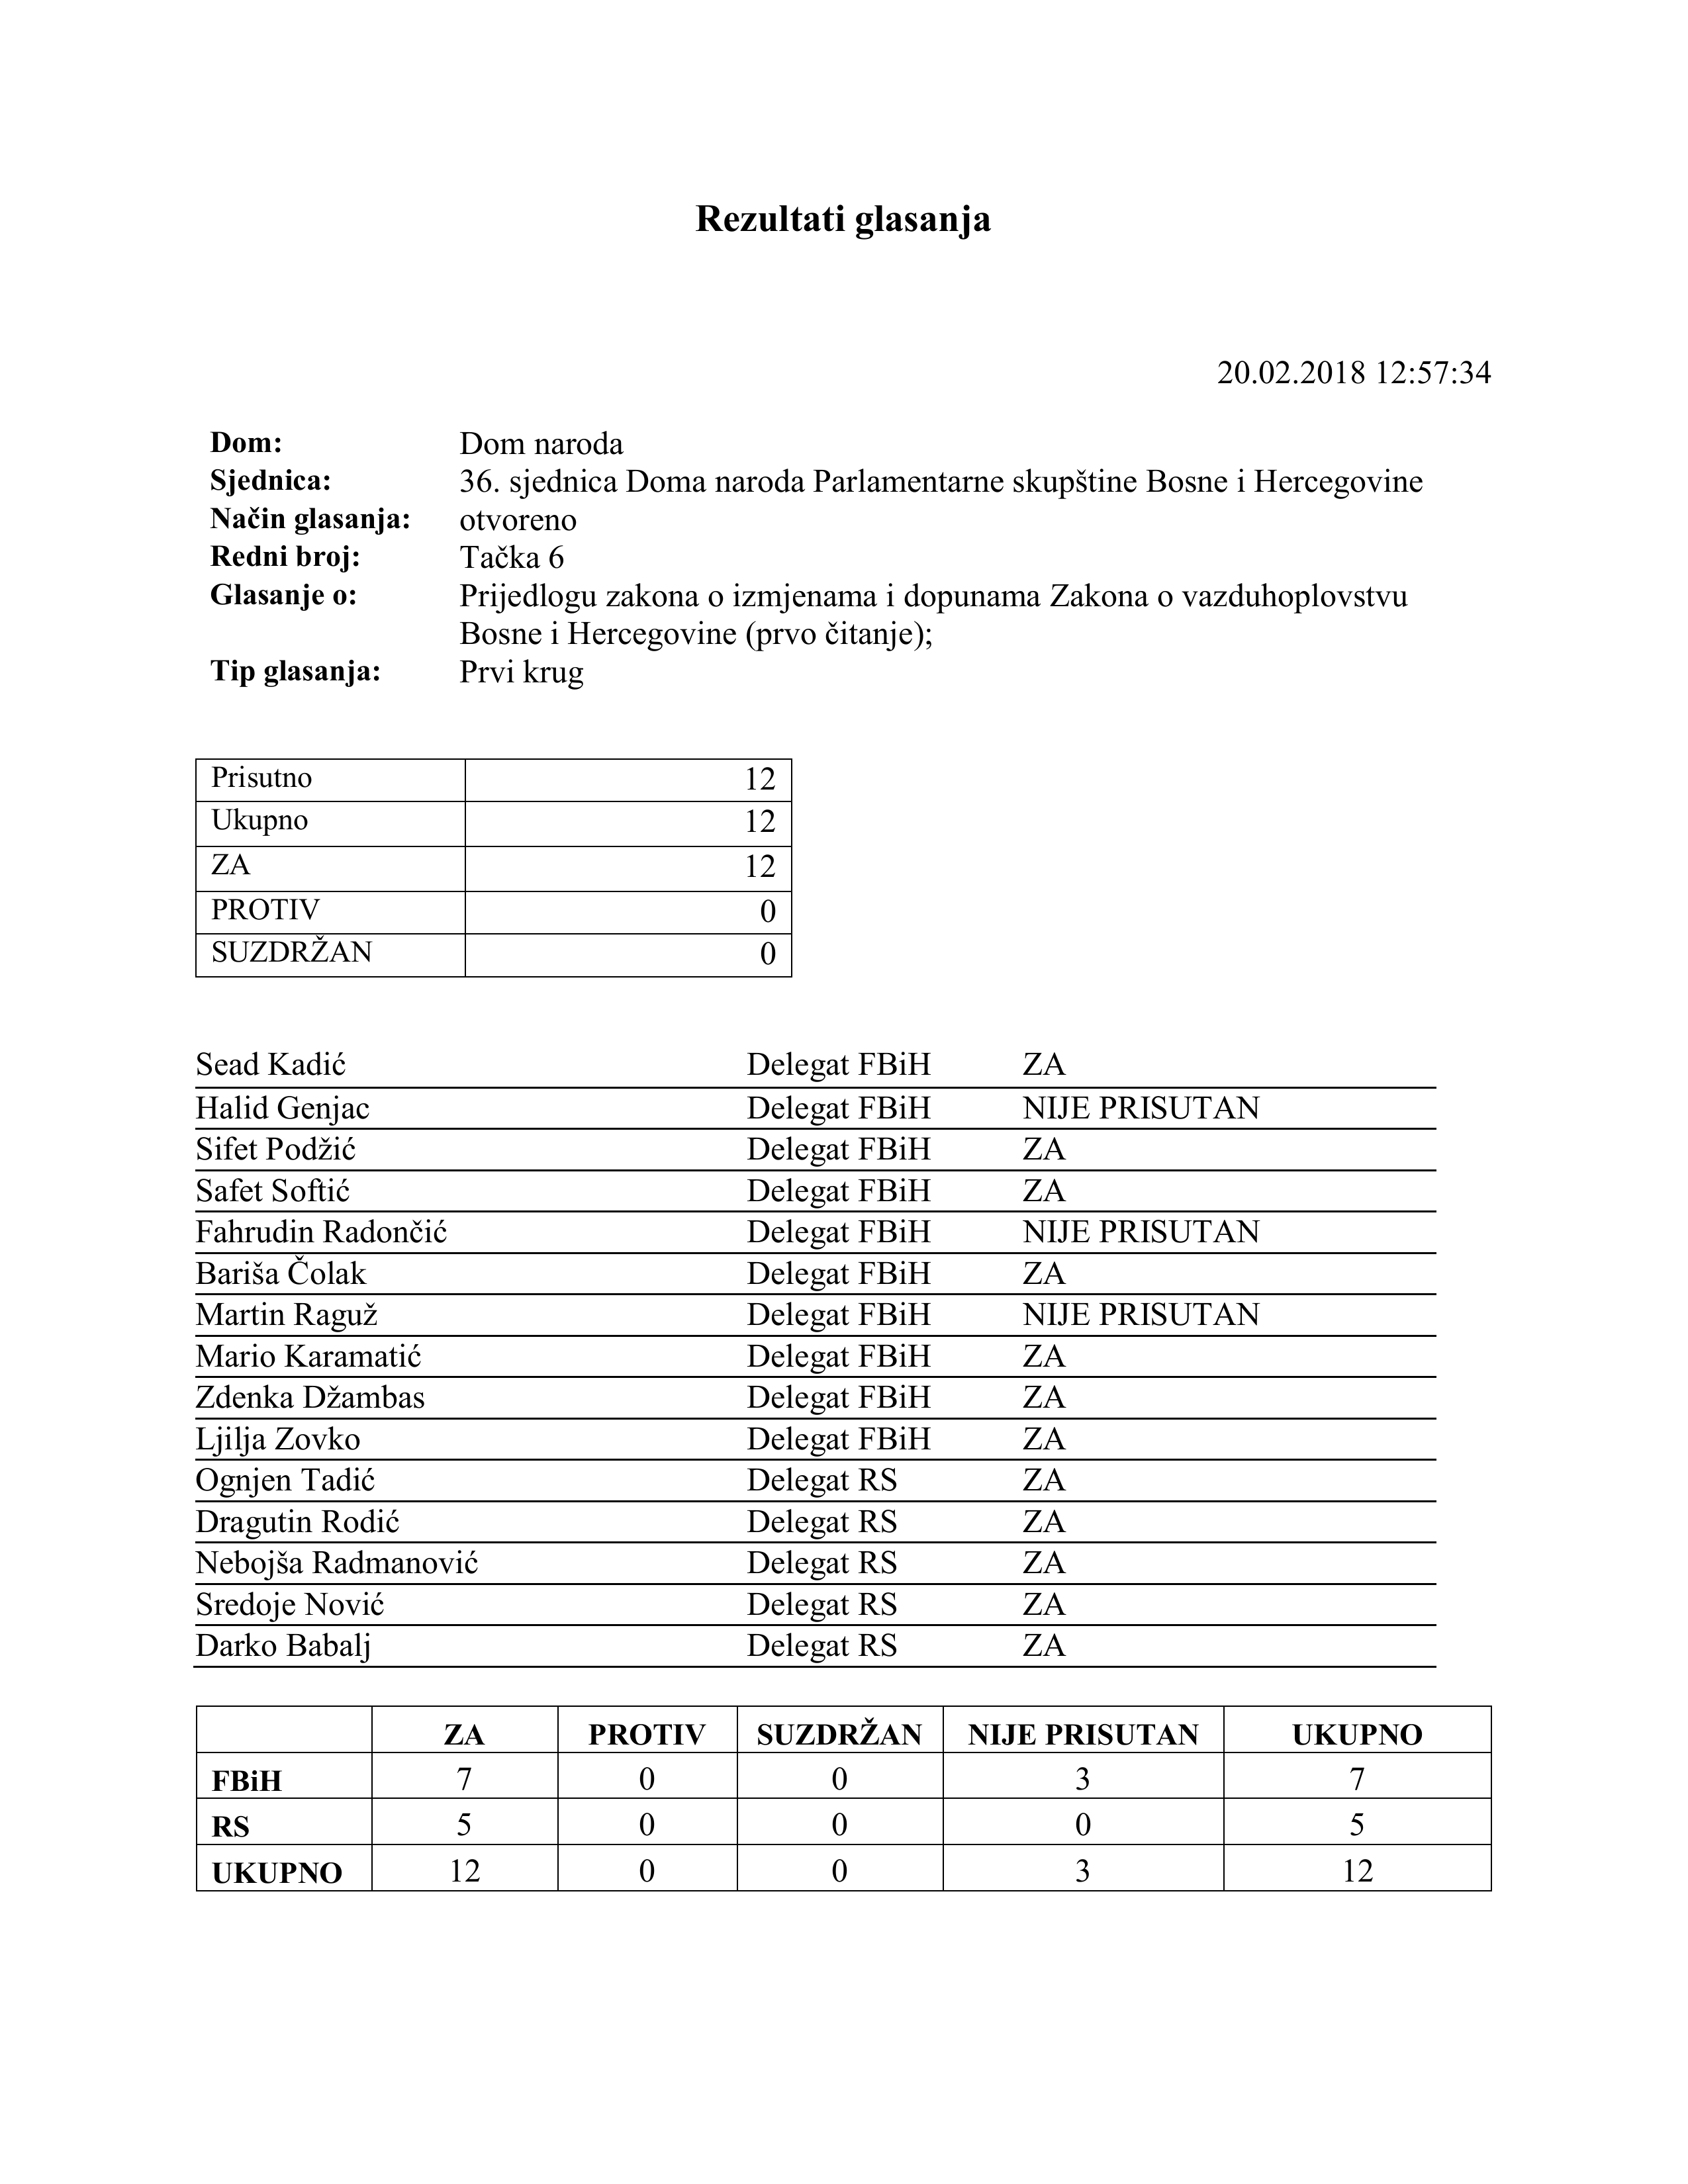 Rezultati glasanja
20.02.2018 12:57:34
Dom: Dom naroda
Sjednica: 36. sjednica Doma naroda Parlamentarne skupštine Bosne i Hercegovine
Način glasanja: otvoreno
Redni broj: Tačka 6
Glasanje o: Prijedlogu zakona o izmjenama i dopunama Zakona o vazduhoplovstvu
Bosne i Hercegovine (prvo čitanje);
Tip glasanja: Prvi krug
Prisutno 12
Ukupno 12
ZA 12
PROTIV 0
SUZDRŽAN 0
Sead Kadić Delegat FBiH ZA
Halid Genjac Delegat FBiH NIJE PRISUTAN
Sifet Podžić Delegat FBiH ZA
Safet Softić Delegat FBiH ZA
Fahrudin Radončić Delegat FBiH NIJE PRISUTAN
Bariša Čolak Delegat FBiH ZA
Martin Raguž Delegat FBiH NIJE PRISUTAN
Mario Karamatić Delegat FBiH ZA
Zdenka Džambas Delegat FBiH ZA
Ljilja Zovko Delegat FBiH ZA
Ognjen Tadić Delegat RS ZA
Dragutin Rodić Delegat RS ZA
Nebojša Radmanović Delegat RS ZA
Sredoje Nović Delegat RS ZA
Darko Babalj Delegat RS ZA
ZA PROTIV SUZDRŽAN NIJE PRISUTAN UKUPNO
FBiH 7 0 0 3 7
RS 5 0 0 0 5
UKUPNO 12 0 0 3 12